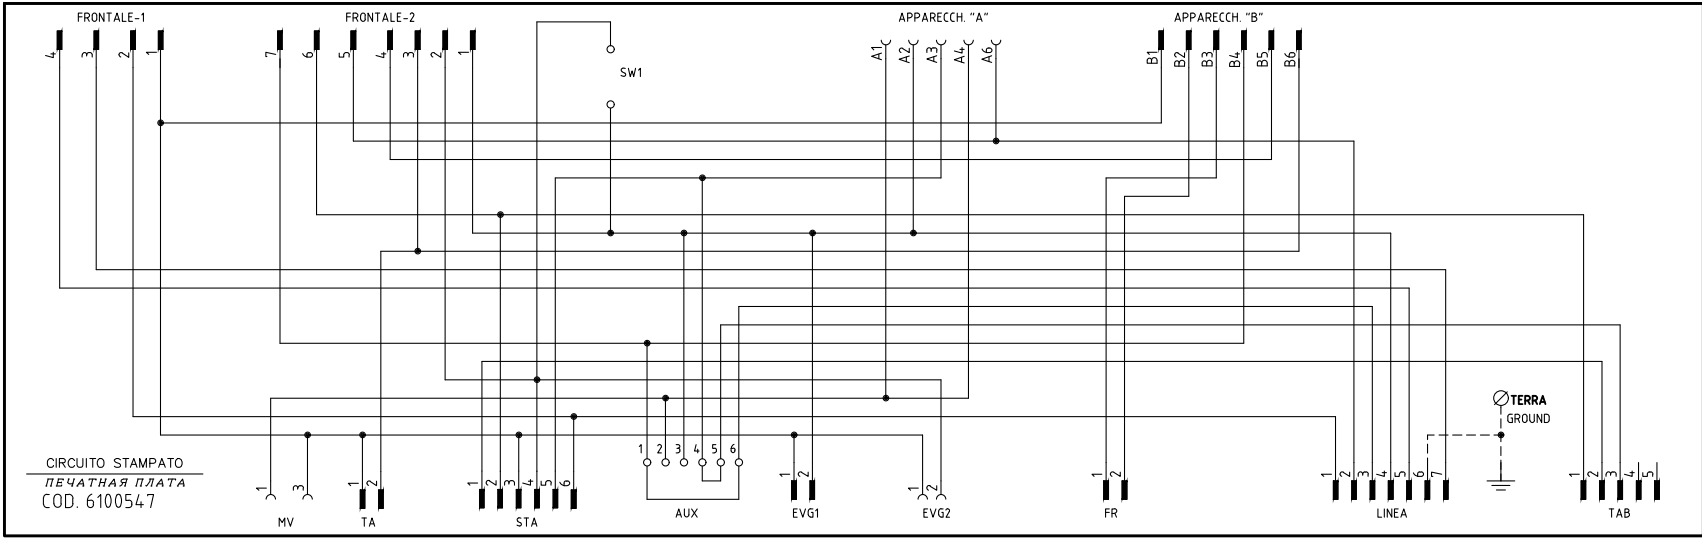 FRONTALE-1 FRONTALE-2 APPARECCH. "A" APPARECCH. "B"
4 3 2 1 7 6 5 4 3 2 1 A1 A2 A3 A4 A6 B1 B2 B3 B4 B5 B6
SW1
TERRA
GROUND
1 2 3 4 5 6
CIRCUITO STAMPATO
ПЕЧАТНАЯ ПЛАТА
COD. 6100547
1 3 1 2 1 2 3 4 5 6 1 2 1 2 1 2 1 2 3 4 5 6 7 1 2 3 4 5
MV TA STA AUX EVG1 EVG2 FR LINEA TAB